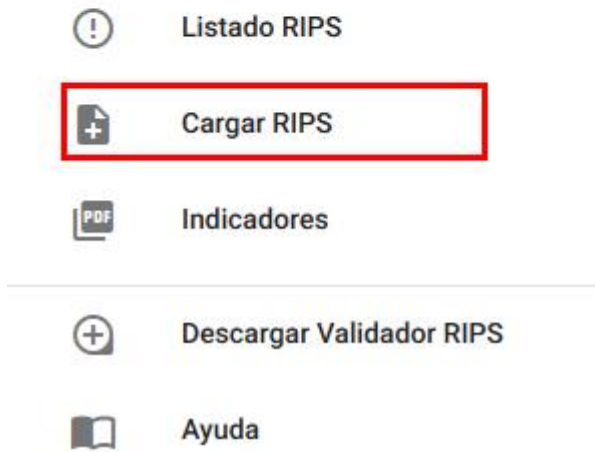 Listado RIPS
Cargar RIPS
PDF
Indicadores
Descargar Validador RIPS
Ayuda